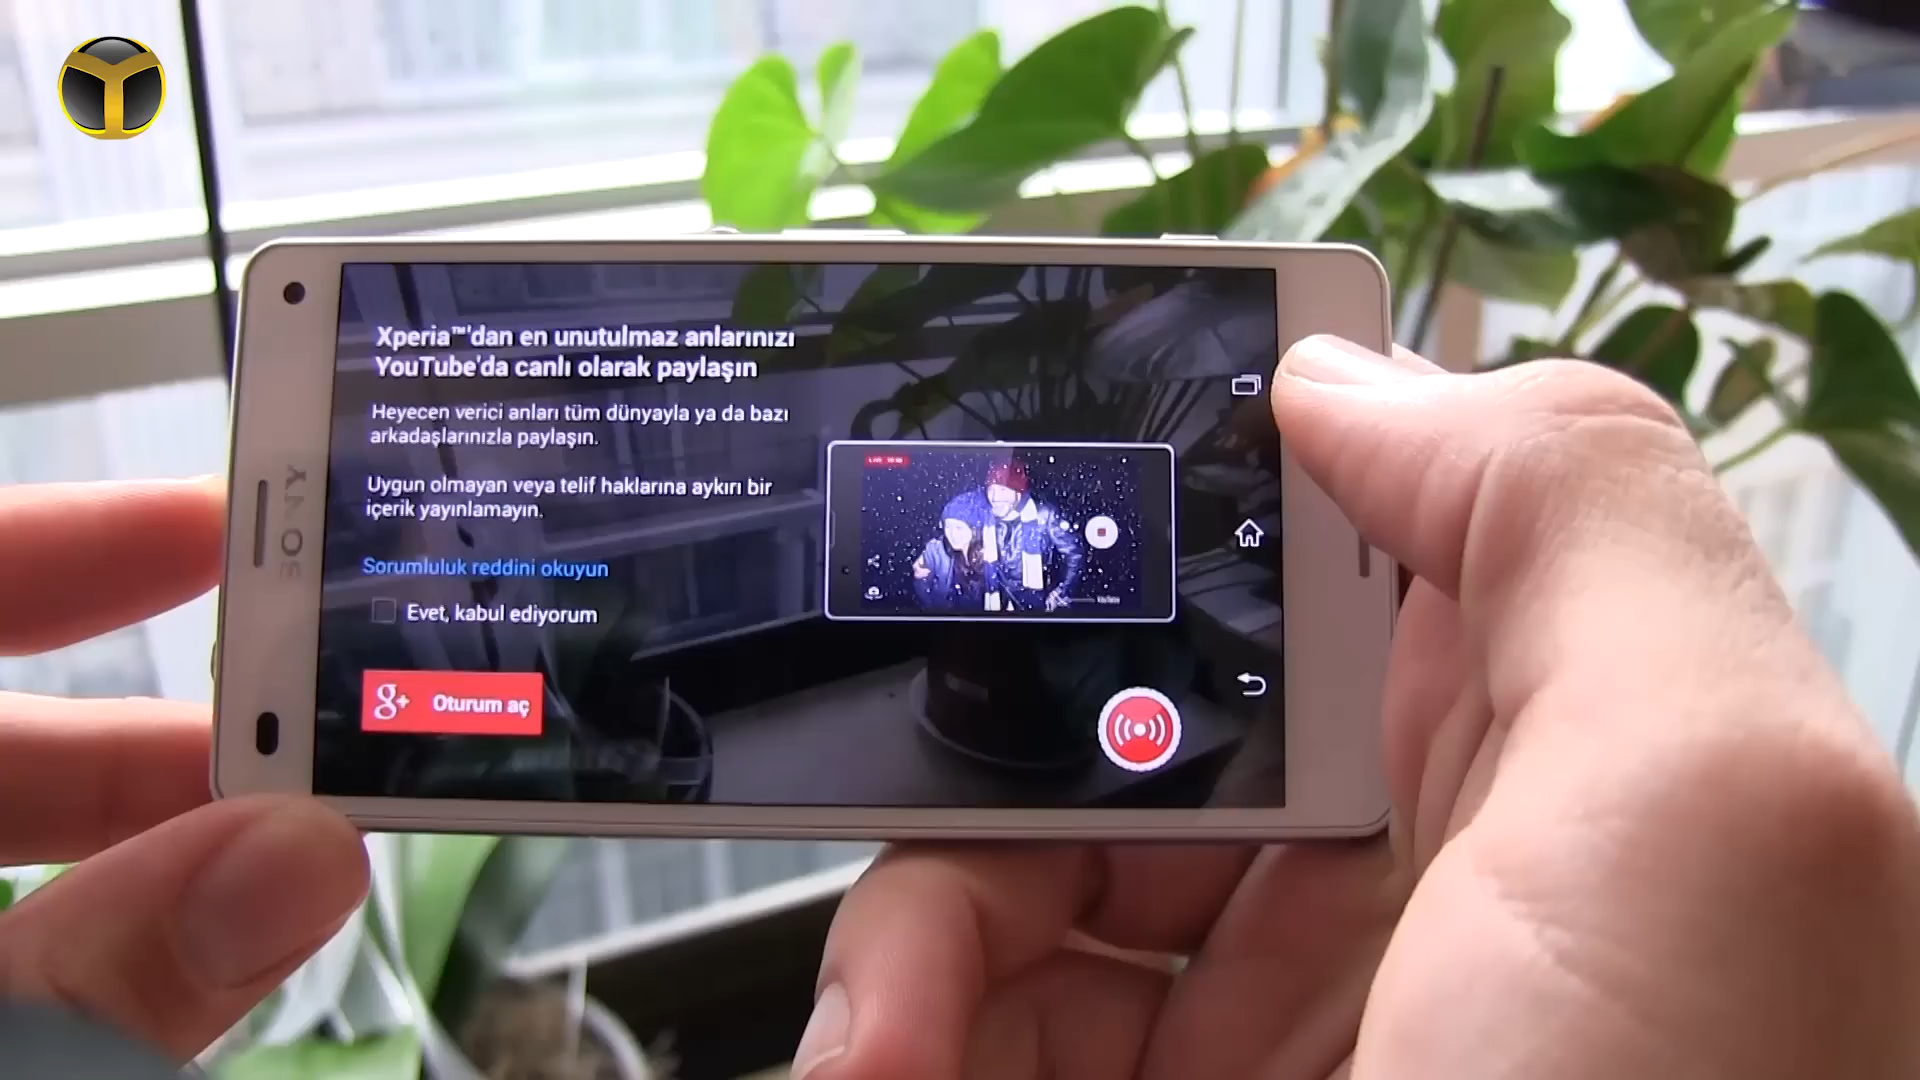 Xperia™'dan en unutulmaz anlarınızı
YouTube'da canlı olarak paylaşın
Heyecen verici anları tüm dünyayla ya da bazı
arkadaşlarınızla paylaşın.
Uygun olmayan veya telif haklarına aykırı bir
içerik yayınlamayın.
Sorumluluk reddini okuyun
Evet, kabul ediyorum
g+ Oturum aç
SONY